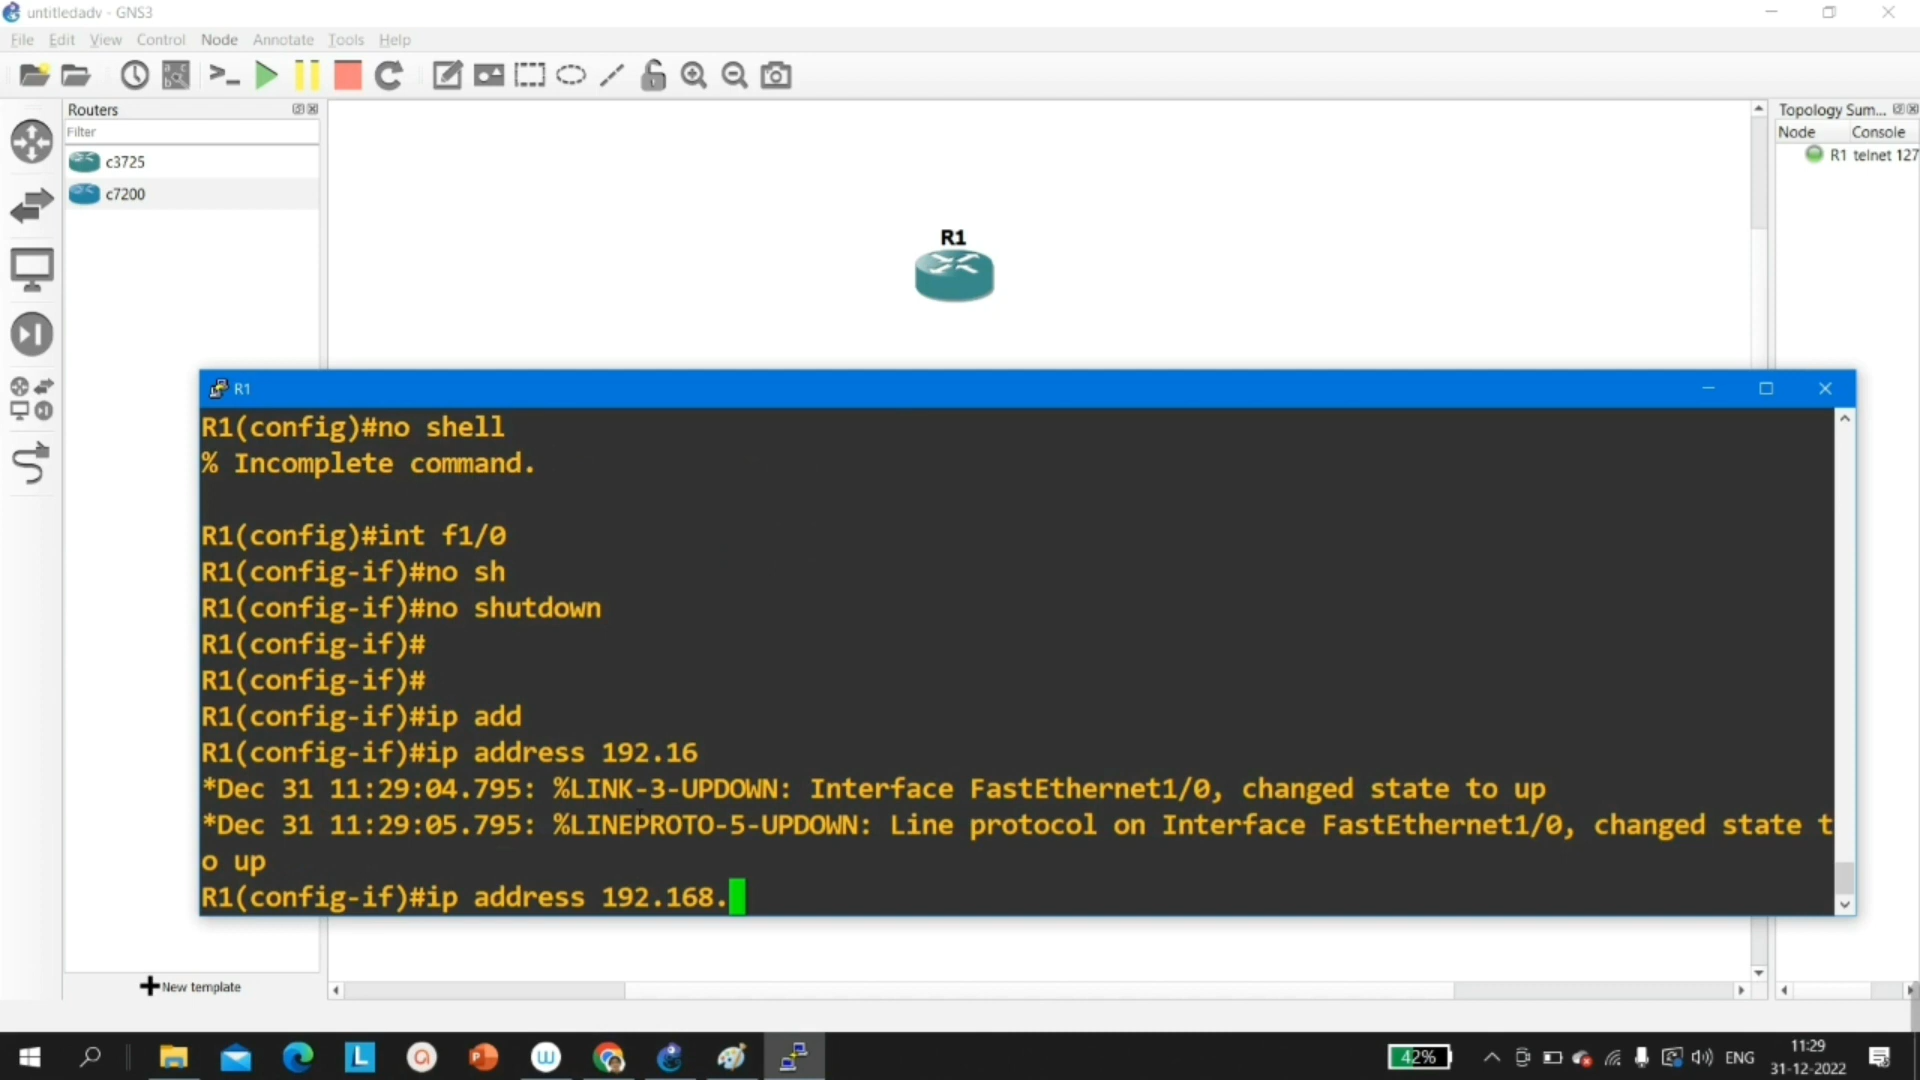 untitledadv - GNS3
File Edit View Control Node Annotate Tools Help
Routers
Filter
c3725
c7200
New template
R1
Topology Sum...
Node Console
R1 telnet 127
R1
R1(config)#no shell
% Incomplete command.
R1(config)#int f1/0
R1(config-if)#no sh
R1(config-if)#no shutdown
R1(config-if)#
R1(config-if)#
R1(config-if)#ip add
R1(config-if)#ip address 192.16
*Dec 31 11:29:04.795: %LINK-3-UPDOWN: Interface FastEthernet1/0, changed state to up
*Dec 31 11:29:05.795: %LINEPROTO-5-UPDOWN: Line protocol on Interface FastEthernet1/0, changed state t
o up
R1(config-if)#ip address 192.168.
42%
ENG
11:29
31-12-2022